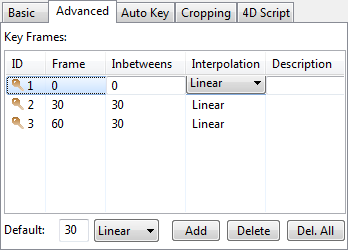 Basic Advanced Auto Key Cropping 4D Script
Key Frames:
ID Frame Inbetweens Interpolation Description
1 0 0 Linear
2 30 30 Linear
3 60 30 Linear
Default: 30 Linear Add Delete Del. All